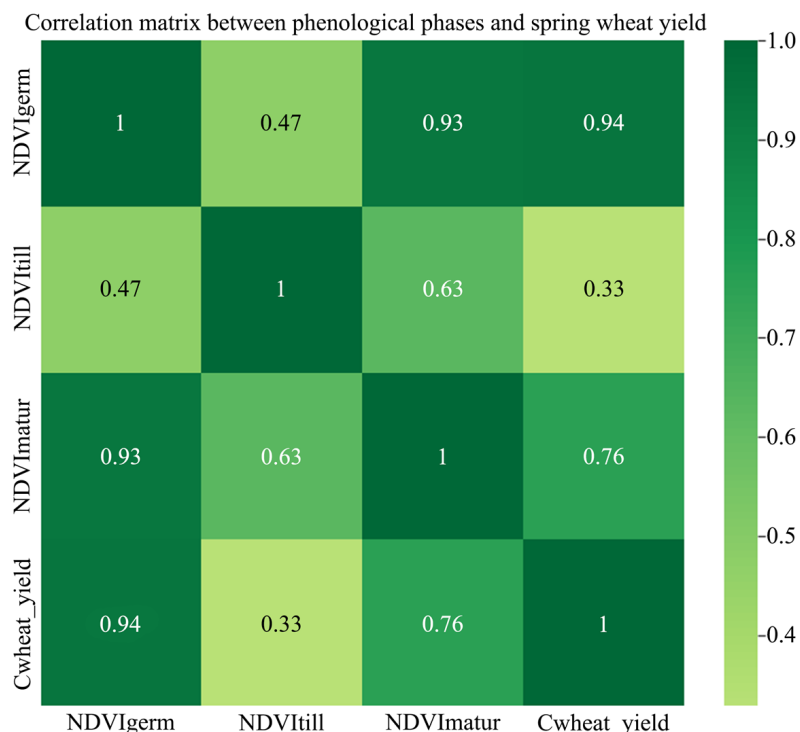 Correlation matrix between phenological phases and spring wheat yield
NDVIgerm
1
0.47
0.93
0.94
NDVItill
0.47
1
0.63
0.33
NDVImatur
0.93
0.63
1
0.76
Cwheat_yield
0.94
0.33
0.76
1
NDVIgerm
NDVItill
NDVImatur
Cwheat_yield
1.0
0.9
0.8
0.7
0.6
0.5
0.4